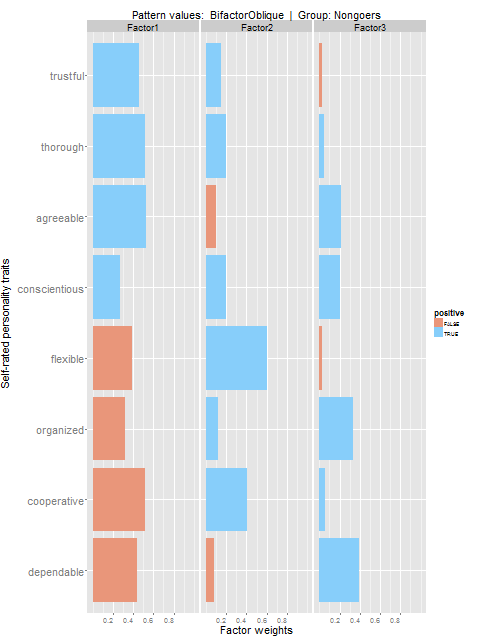 Pattern values: BifactorOblique | Group: Nongoers
Factor1 Factor2 Factor3
trustful
thorough
agreeable
conscientious
flexible
organized
cooperative
dependable
Self-rated personality traits
0.2 0.4 0.6 0.8 0.2 0.4 0.6 0.8 0.2 0.4 0.6 0.8
Factor weights
positive
FALSE
TRUE